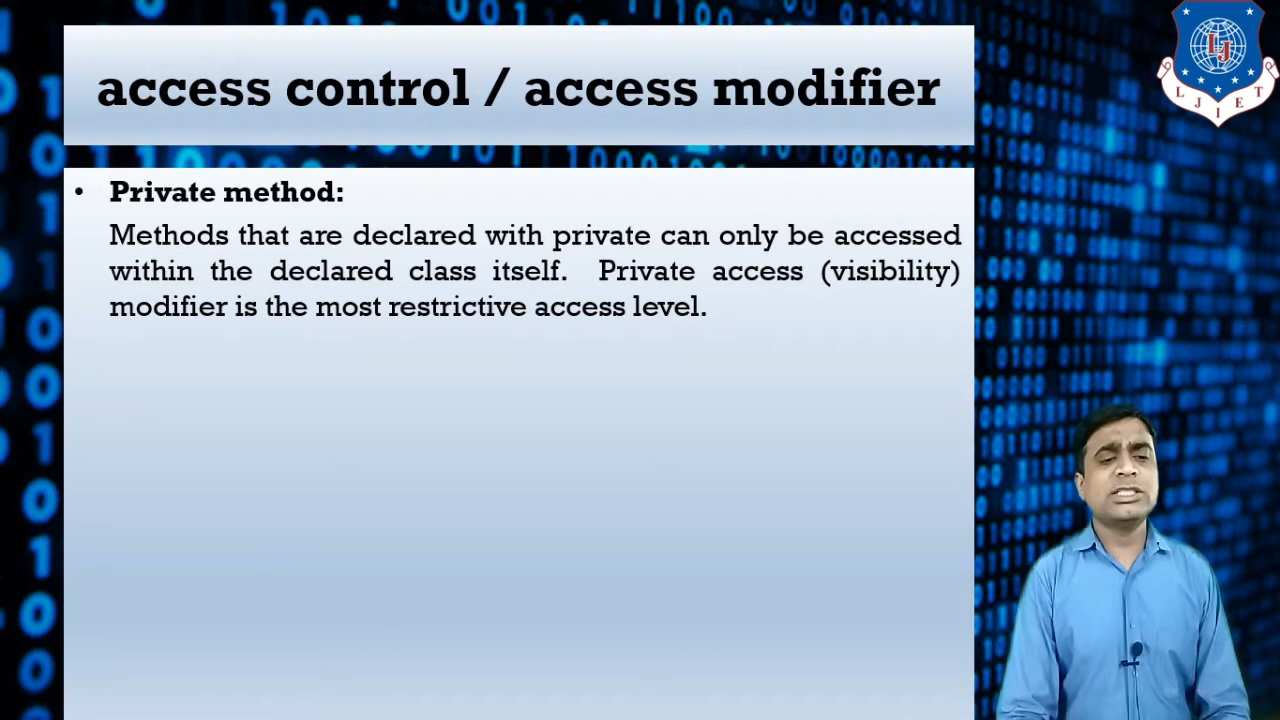 access control / access modifier
• Private method:
Methods that are declared with private can only be accessed
within the declared class itself. Private access (visibility)
modifier is the most restrictive access level.
LJ
L J I E T